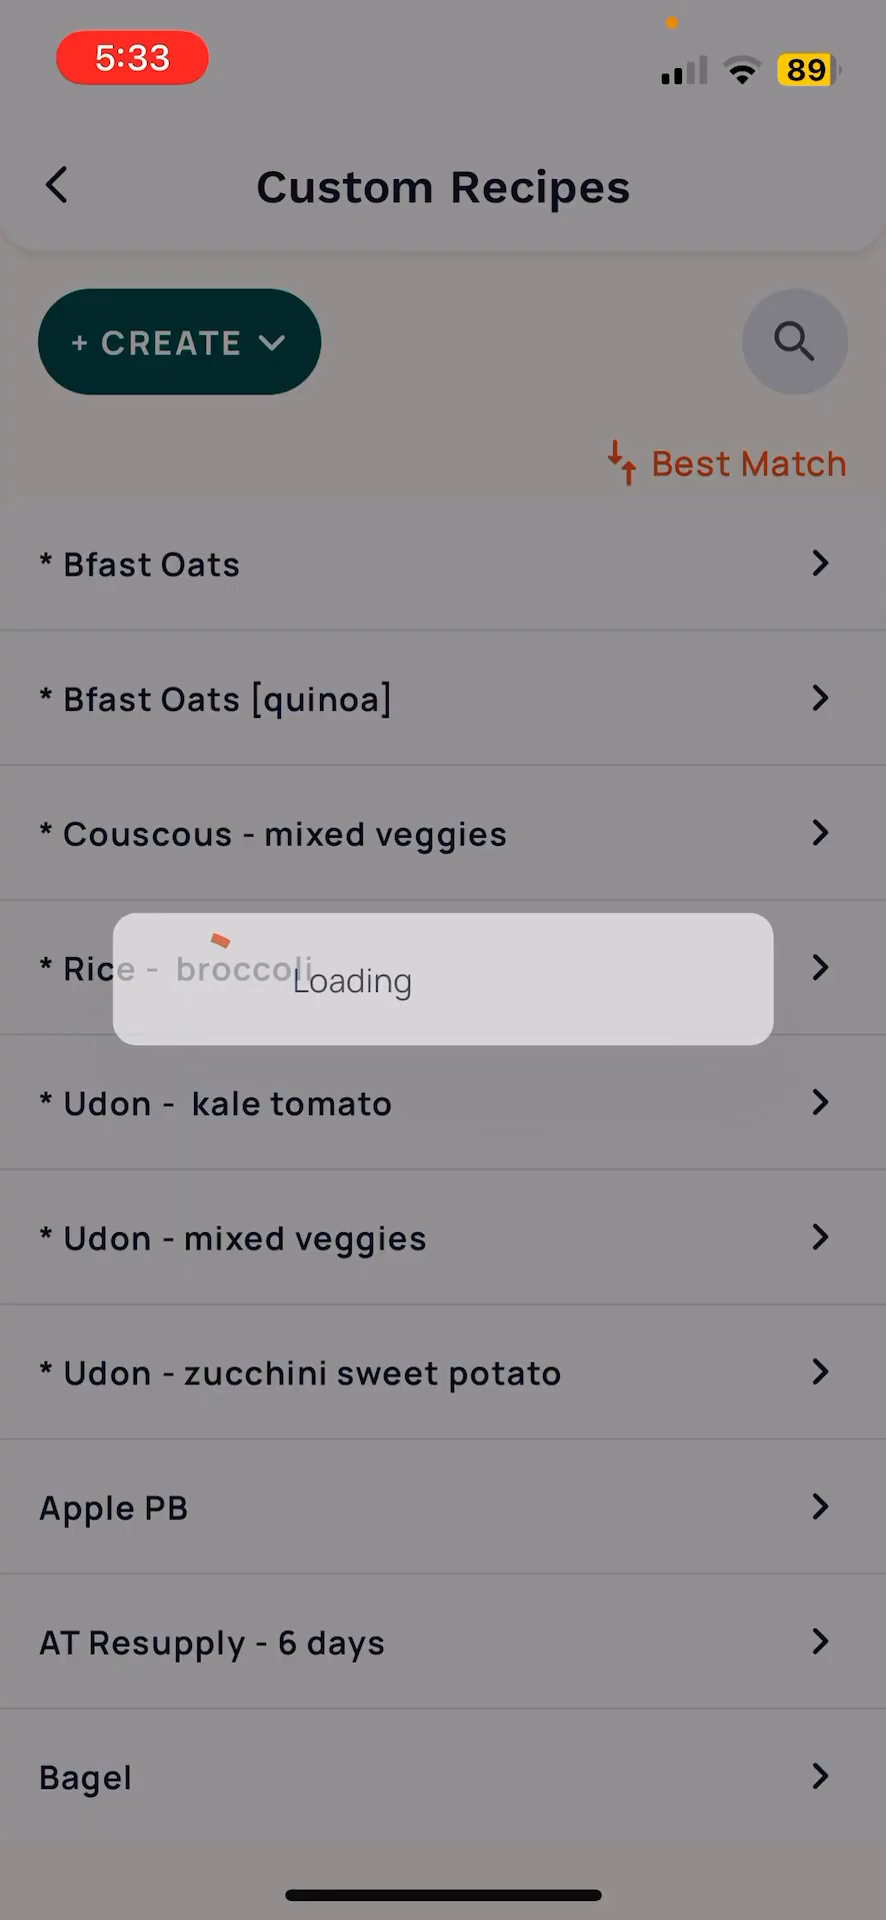 5:33
89
Custom Recipes
+ CREATE
Best Match
* Bfast Oats
* Bfast Oats [quinoa]
* Couscous - mixed veggies
* Rice - broccoli
Loading
* Udon - kale tomato
* Udon - mixed veggies
* Udon - zucchini sweet potato
Apple PB
AT Resupply - 6 days
Bagel